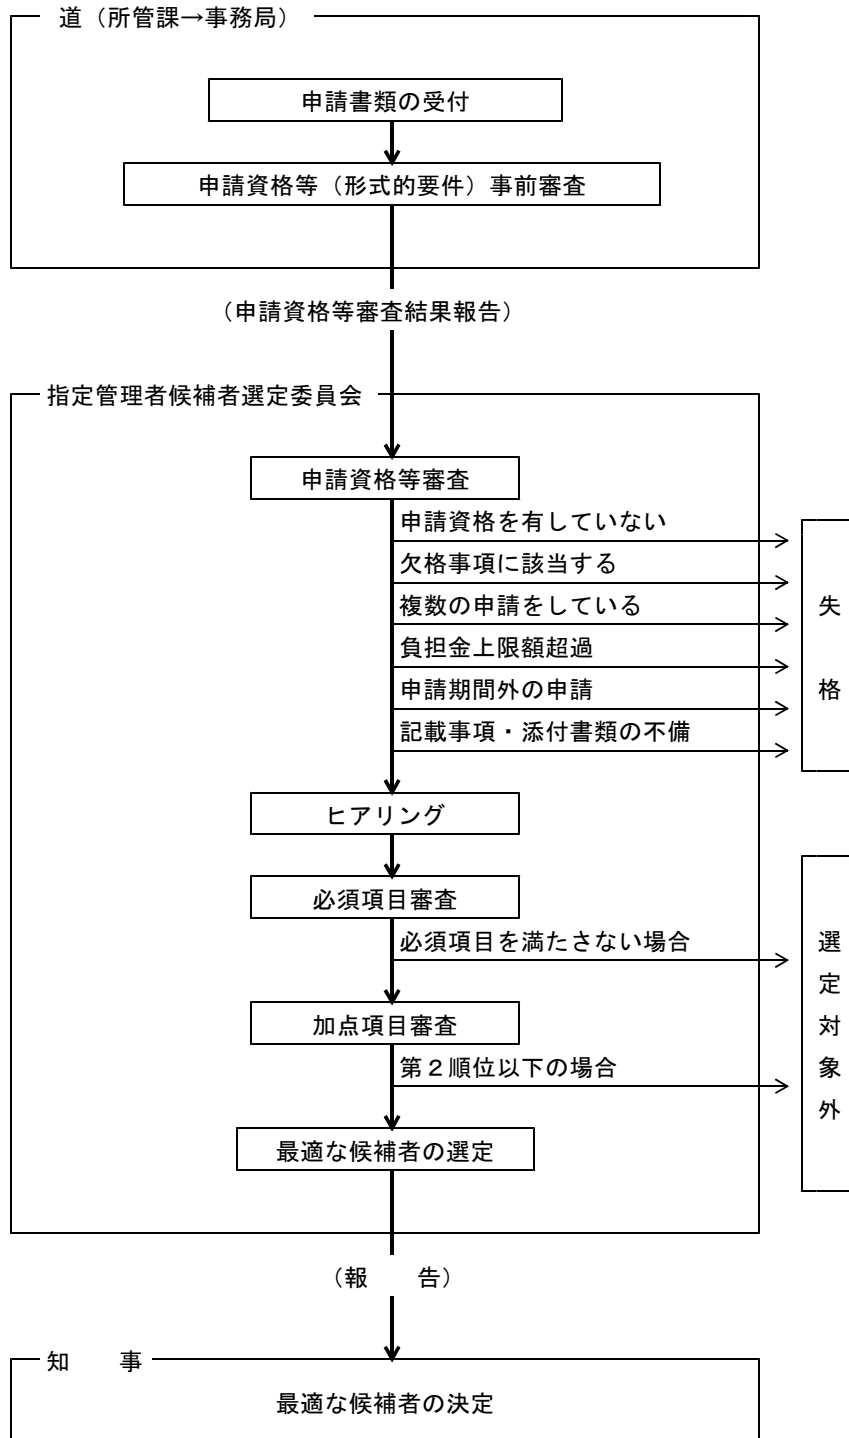 道（所管課→事務局）
申請書類の受付
申請資格等（形式的要件）事前審査
（申請資格等審査結果報告）
指定管理者候補者選定委員会
申請資格等審査
申請資格を有していない
欠格事項に該当する
複数の申請をしている
負担金上限額超過
申請期間外の申請
記載事項・添付書類の不備
失格
ヒアリング
必須項目審査
必須項目を満たさない場合
加点項目審査
第２順位以下の場合
選定対象外
最適な候補者の選定
（報　　告）
知　　事
最適な候補者の決定